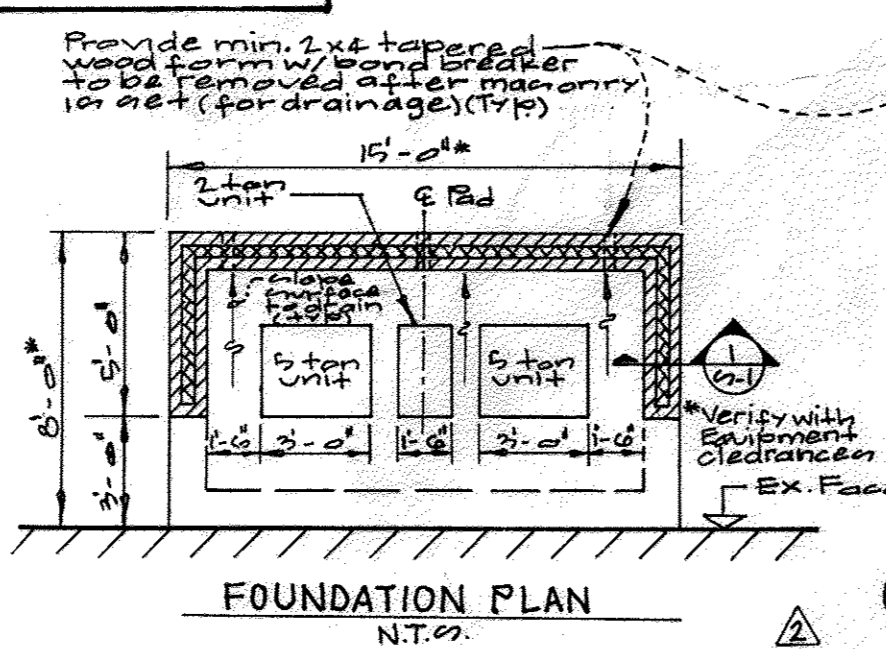 Provide min. 2x4 tapered
wood form w/bond breaker
to be removed after masonry
is set (for drainage)(Typ.)
15'-0"*
2 ton
unit
℄ Pad
slope
surface
to drain
(typ)
8'-0"*
5'-0"
3'-0"
5 ton
unit
5 ton
unit
1
S-1
1'-6"
3'-0"
1'-6"
3'-0"
1'-6"
*Verify with
Equipment
clearances
Ex. Face
FOUNDATION PLAN
N.T.S.
2